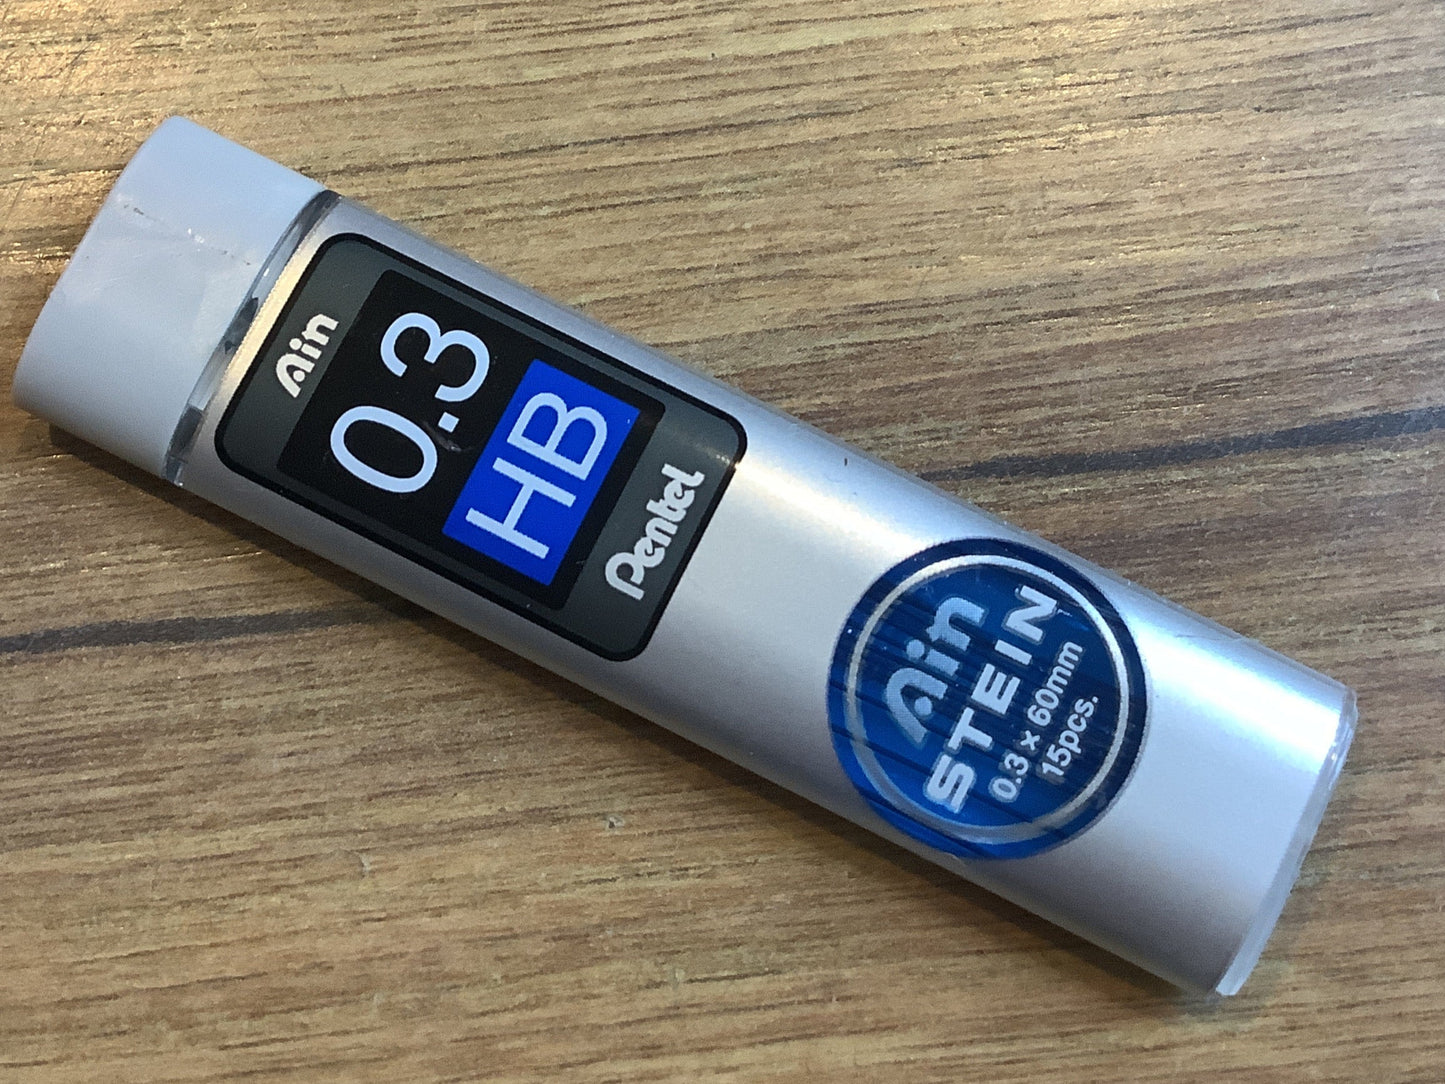 Ain
0.3
HB
Pentel
Ain
STEIN
0.3 × 60mm
15pcs.